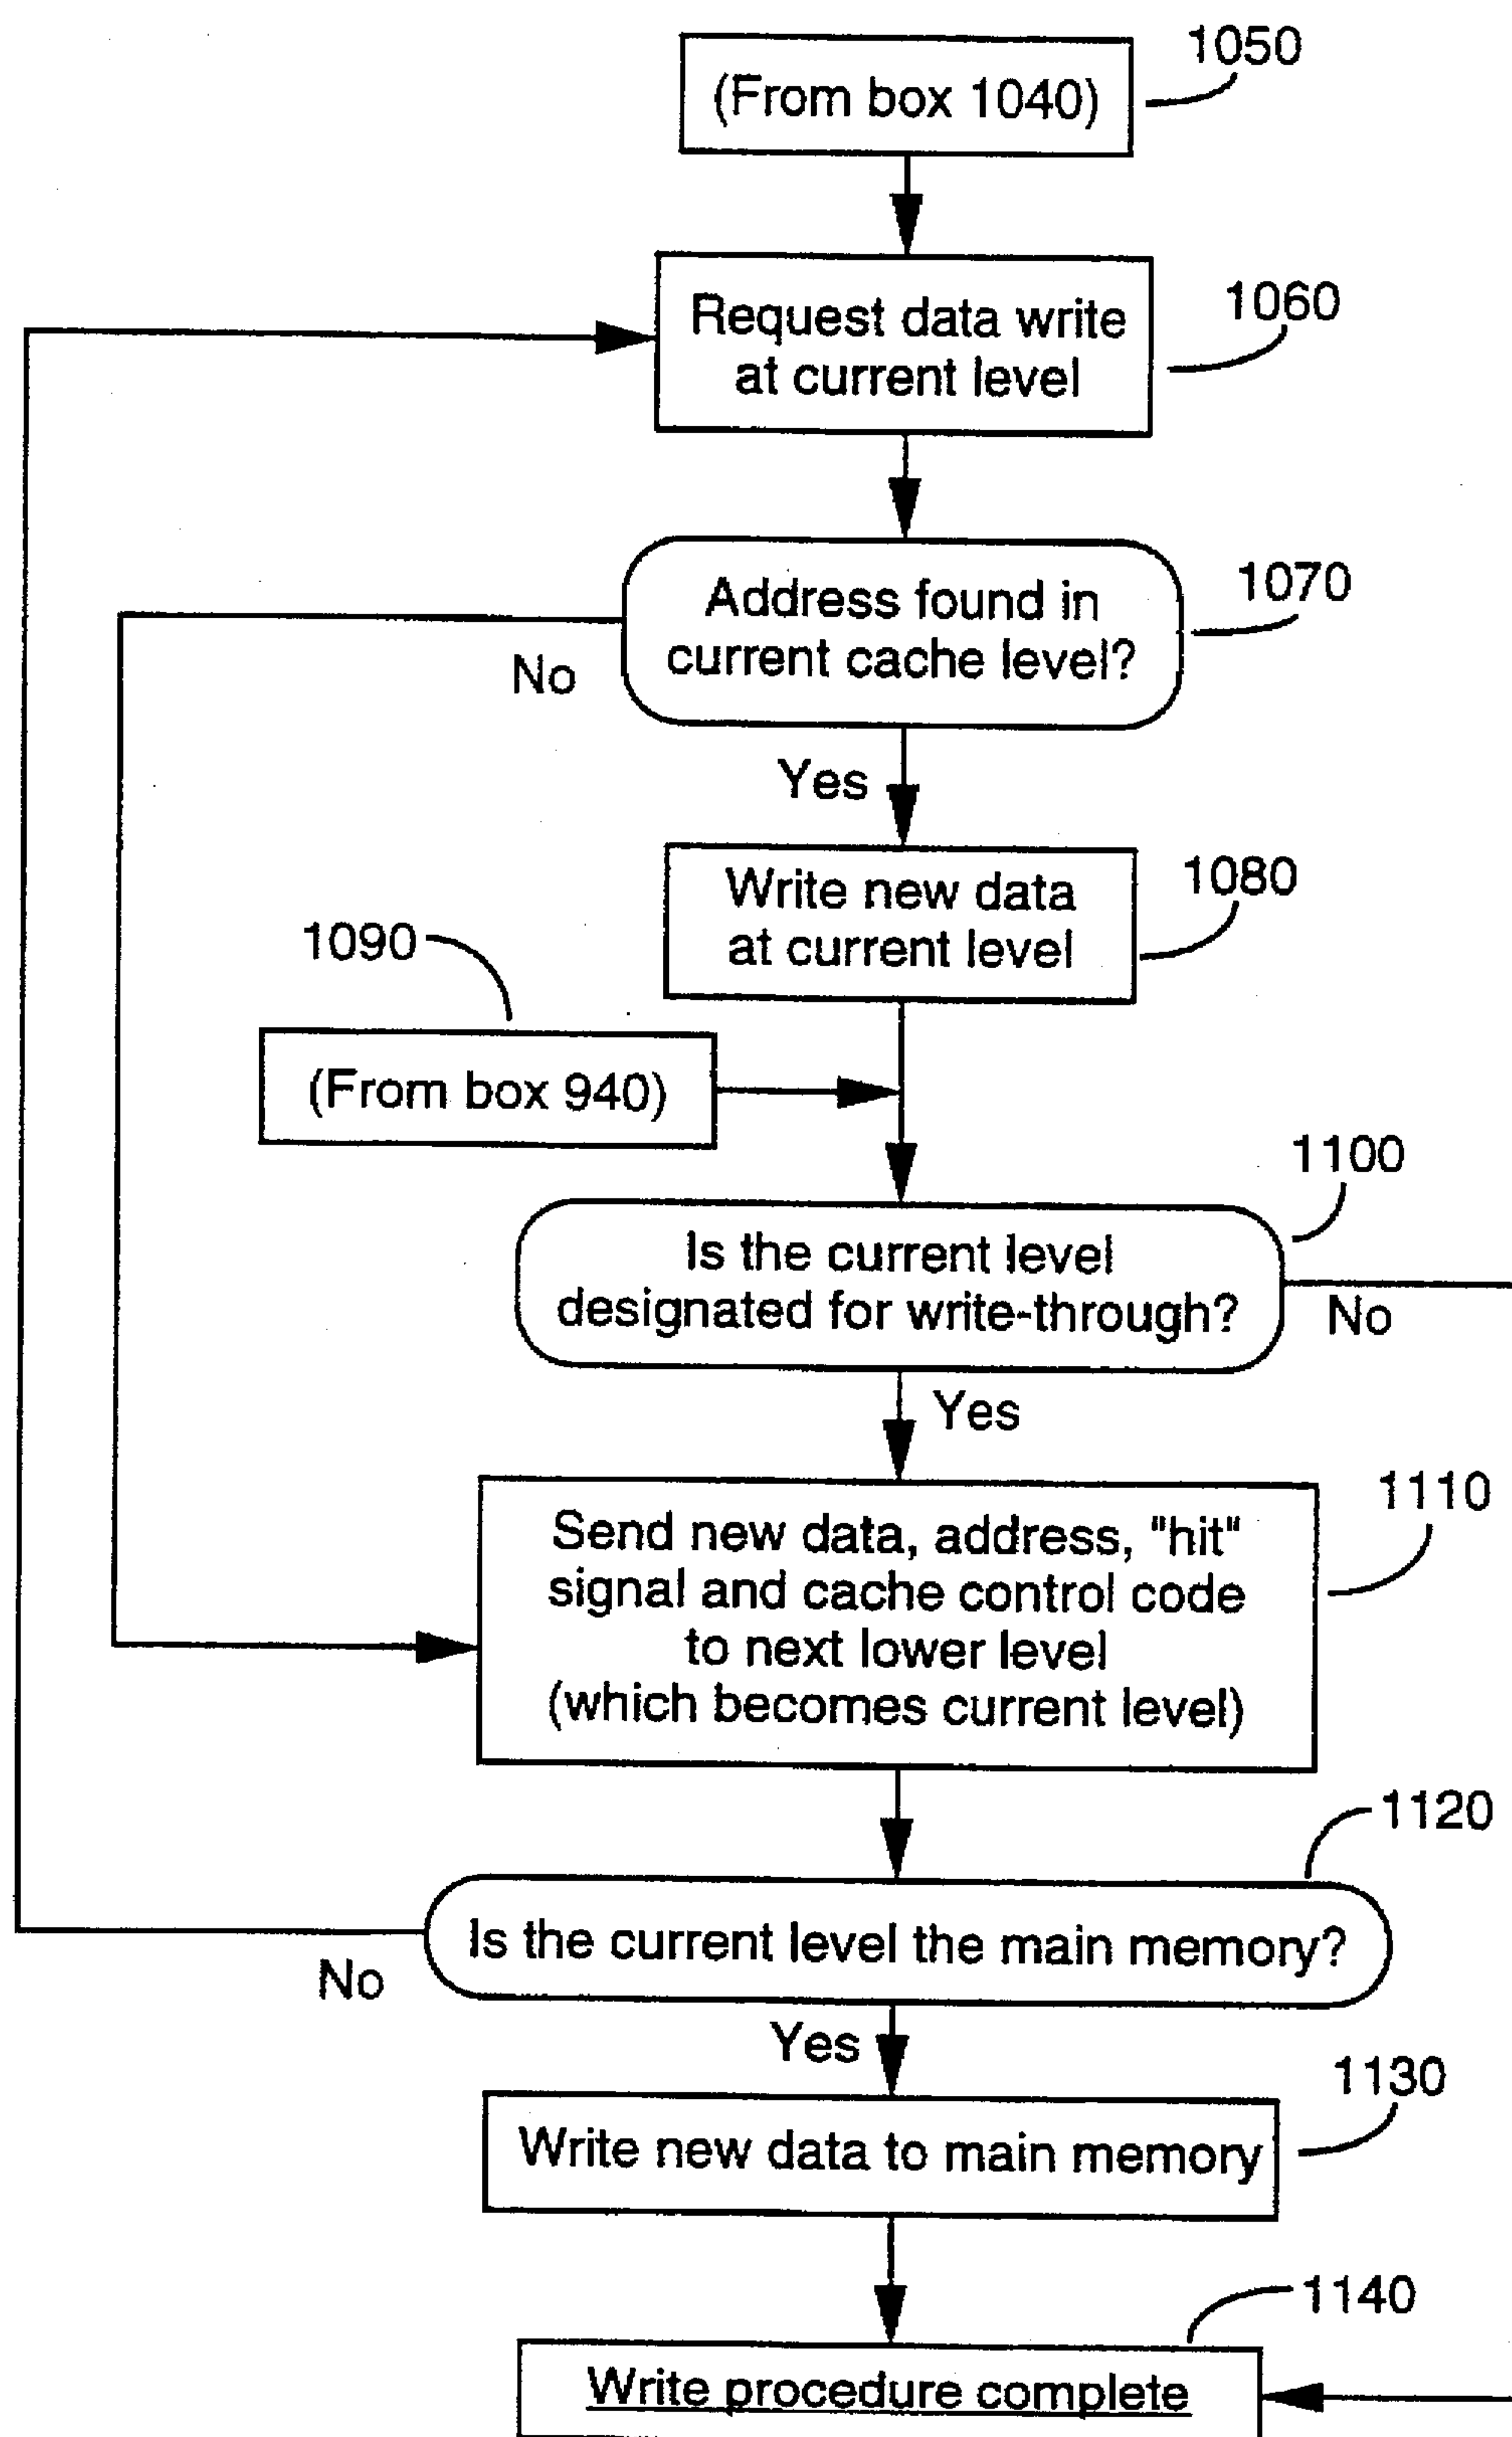 1050
(From box 1040)
1060
Request data write
at current level
1070
Address found in
current cache level?
No
Yes
1080
Write new data
at current level
1090
(From box 940)
1100
Is the current level
designated for write-through?
No
Yes
1110
Send new data, address, "hit"
signal and cache control code
to next lower level
(which becomes current level)
1120
Is the current level the main memory?
No
Yes
1130
Write new data to main memory
1140
Write procedure complete